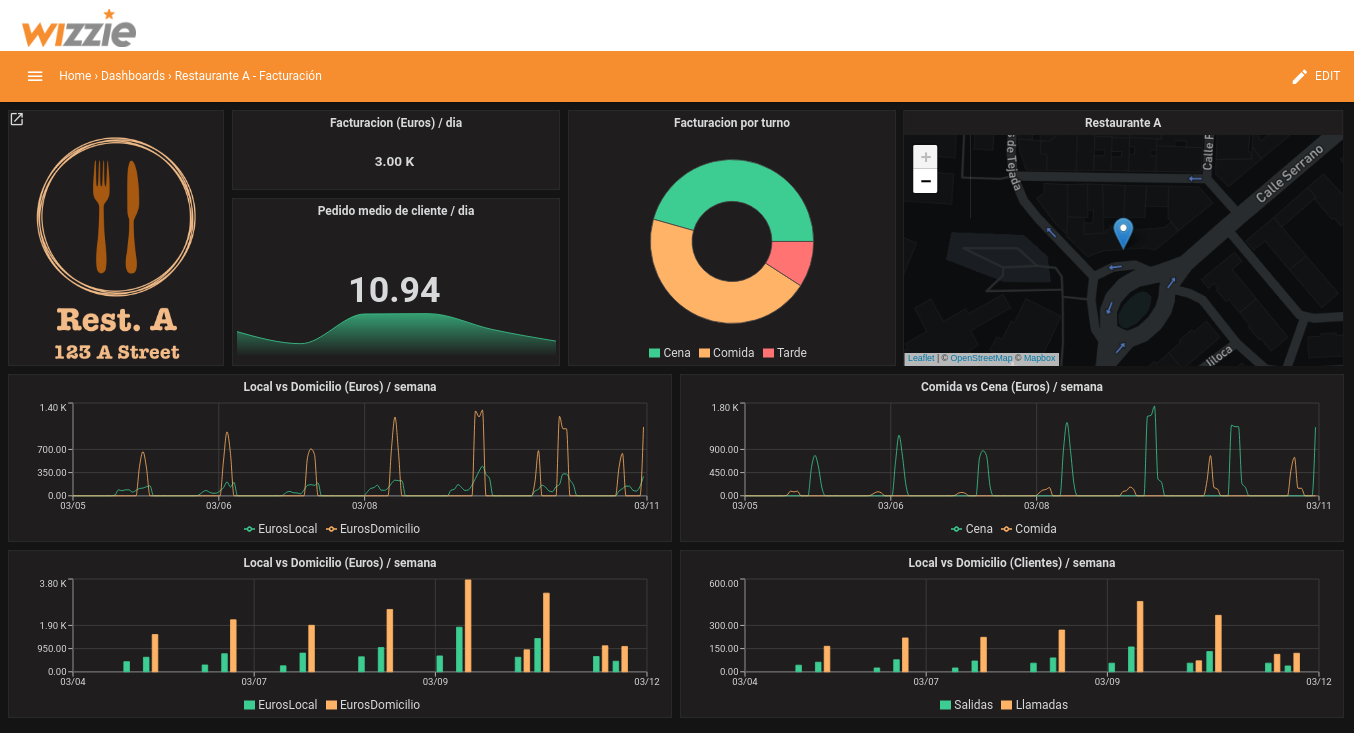 wizzie
Home › Dashboards › Restaurante A - Facturación
EDIT
Rest. A
123 A Street
Facturacion (Euros) / dia
3.00 K
Pedido medio de cliente / dia
10.94
Facturacion por turno
Cena Comida Tarde
Restaurante A
+
−
de Tejada
Calle
Calle Serrano
Leaflet | © OpenStreetMap © Mapbox
Local vs Domicilio (Euros) / semana
1.40 K
700.00
350.00
0.00
03/05 03/06 03/08 03/11
EurosLocal EurosDomicilio
Comida vs Cena (Euros) / semana
1.80 K
900.00
450.00
0.00
03/05 03/06 03/08 03/11
Cena Comida
Local vs Domicilio (Euros) / semana
3.80 K
1.90 K
950.00
0.00
03/04 03/07 03/09 03/12
EurosLocal EurosDomicilio
Local vs Domicilio (Clientes) / semana
600.00
300.00
150.00
0.00
03/04 03/07 03/09 03/12
Salidas Llamadas